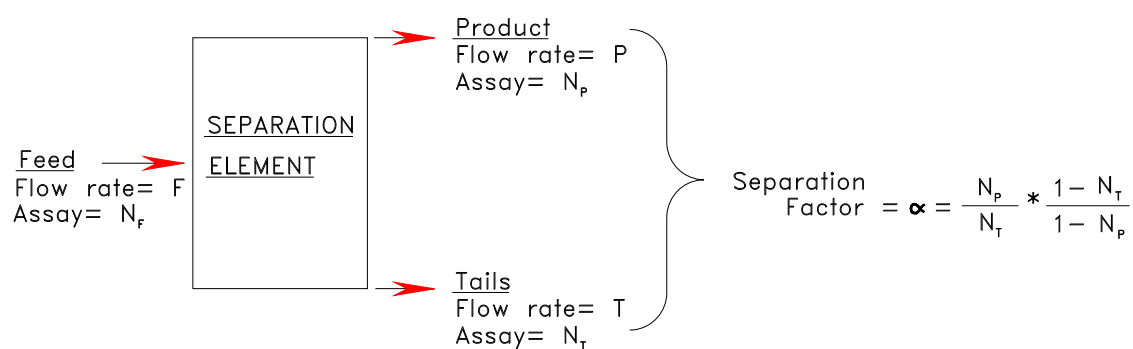 Feed
Flow rate= F
Assay= N_F
SEPARATION
ELEMENT
Product
Flow rate= P
Assay= N_P
Tails
Flow rate= T
Assay= N_T
Separation
Factor = α = N_P / N_T * 1- N_T / 1- N_P